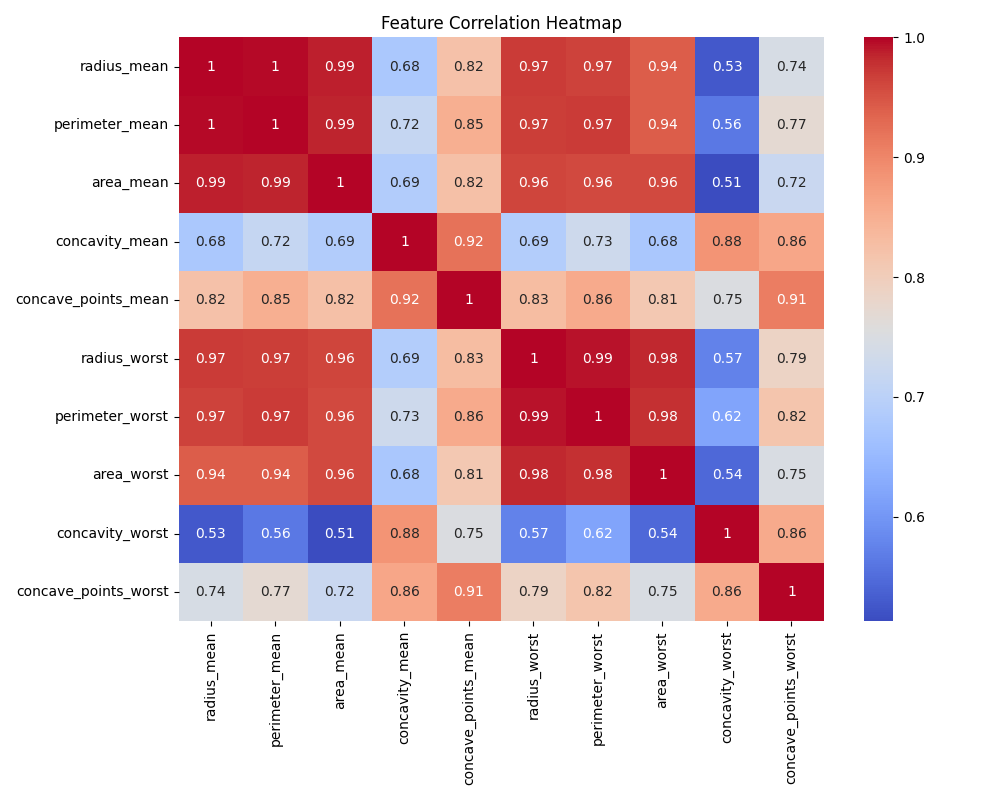 Feature Correlation Heatmap
radius_mean 1 1 0.99 0.68 0.82 0.97 0.97 0.94 0.53 0.74
perimeter_mean 1 1 0.99 0.72 0.85 0.97 0.97 0.94 0.56 0.77
area_mean 0.99 0.99 1 0.69 0.82 0.96 0.96 0.96 0.51 0.72
concavity_mean 0.68 0.72 0.69 1 0.92 0.69 0.73 0.68 0.88 0.86
concave_points_mean 0.82 0.85 0.82 0.92 1 0.83 0.86 0.81 0.75 0.91
radius_worst 0.97 0.97 0.96 0.69 0.83 1 0.99 0.98 0.57 0.79
perimeter_worst 0.97 0.97 0.96 0.73 0.86 0.99 1 0.98 0.62 0.82
area_worst 0.94 0.94 0.96 0.68 0.81 0.98 0.98 1 0.54 0.75
concavity_worst 0.53 0.56 0.51 0.88 0.75 0.57 0.62 0.54 1 0.86
concave_points_worst 0.74 0.77 0.72 0.86 0.91 0.79 0.82 0.75 0.86 1
radius_mean
perimeter_mean
area_mean
concavity_mean
concave_points_mean
radius_worst
perimeter_worst
area_worst
concavity_worst
concave_points_worst
1.0
0.9
0.8
0.7
0.6